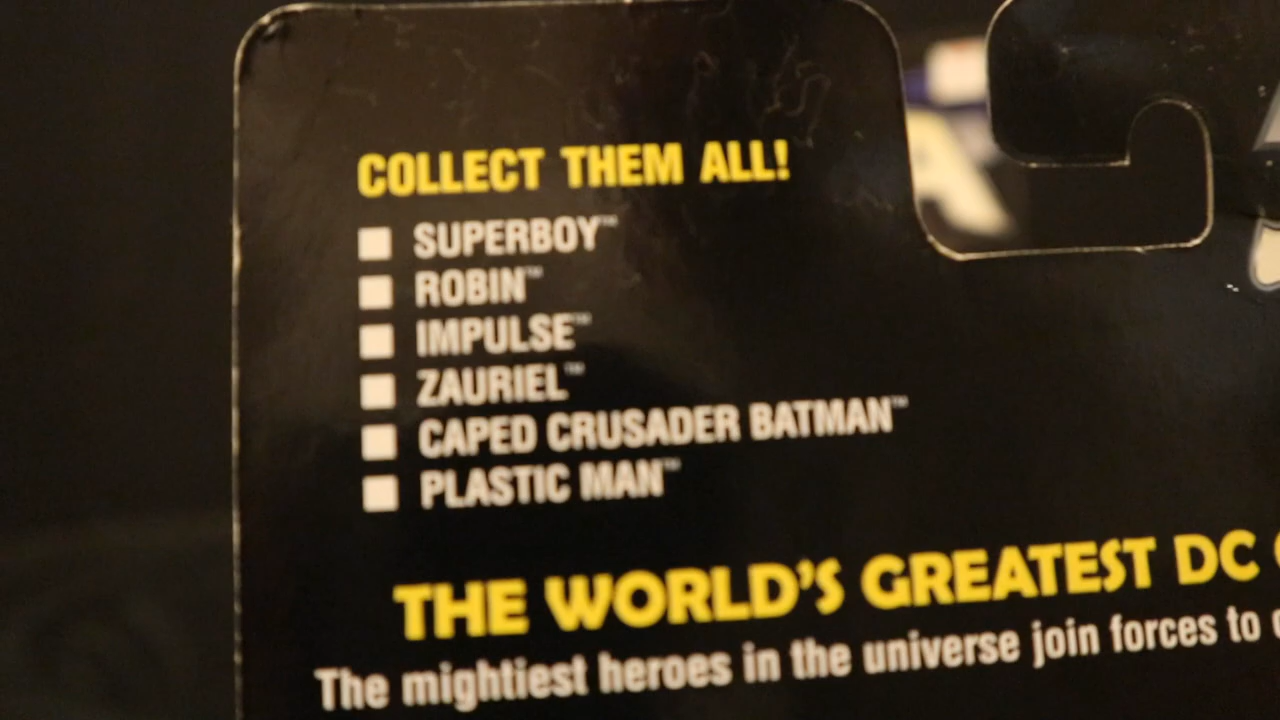 COLLECT THEM ALL!
SUPERBOY™
ROBIN™
IMPULSE™
ZAURIEL™
CAPED CRUSADER BATMAN™
PLASTIC MAN™
THE WORLD'S GREATEST DC
The mightiest heroes in the universe join forces to